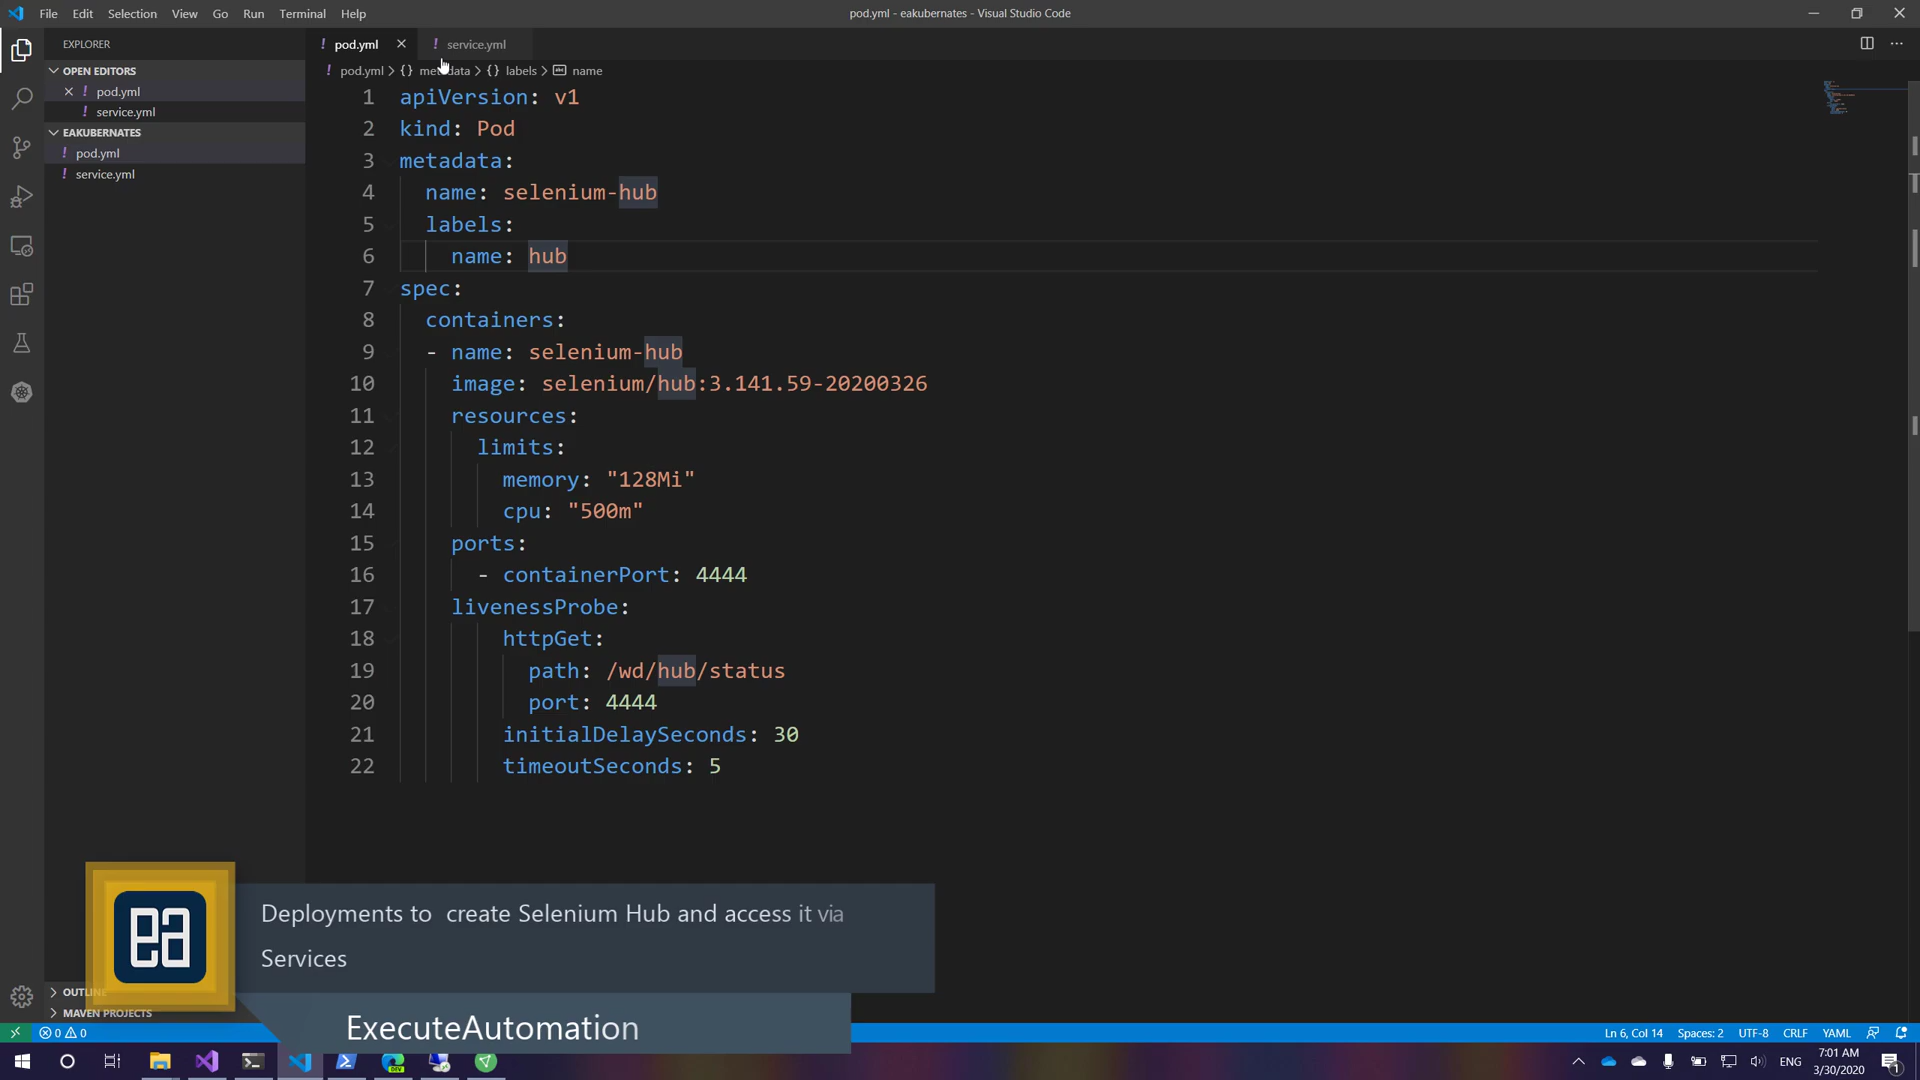 File Edit Selection View Go Run Terminal Help
pod.yml - eakubernates - Visual Studio Code
EXPLORER
OPEN EDITORS
! pod.yml
! service.yml
EAKUBERNATES
! pod.yml
! service.yml
! pod.yml
! service.yml
! pod.yml > {} metadata > {} labels > name
1 apiVersion: v1
2 kind: Pod
3 metadata:
4 name: selenium-hub
5 labels:
6 name: hub
7 spec:
8 containers:
9 - name: selenium-hub
10 image: selenium/hub:3.141.59-20200326
11 resources:
12 limits:
13 memory: "128Mi"
14 cpu: "500m"
15 ports:
16 - containerPort: 4444
17 livenessProbe:
18 httpGet:
19 path: /wd/hub/status
20 port: 4444
21 initialDelaySeconds: 30
22 timeoutSeconds: 5
ea
Deployments to create Selenium Hub and access it via
Services
ExecuteAutomation
OUTLINE
MAVEN PROJECTS
0 0
Ln 6, Col 14 Spaces: 2 UTF-8 CRLF YAML
DEV
ENG
7:01 AM
3/30/2020
1